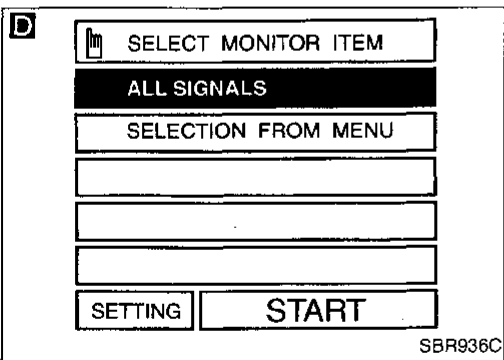 D
SELECT MONITOR ITEM
ALL SIGNALS
SELECTION FROM MENU
SETTING START
SBR936C